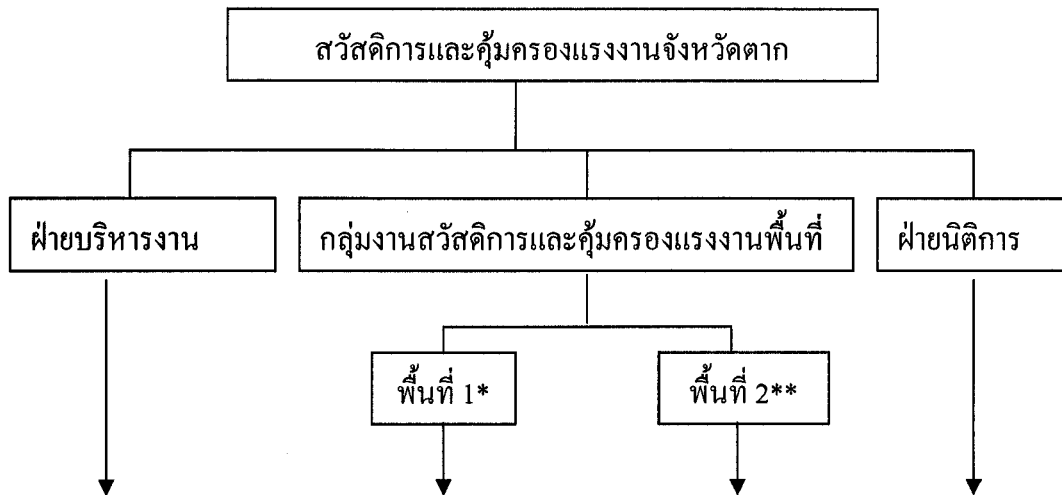 สวัสดิการและคุ้มครองแรงงานจังหวัดตาก
ฝ่ายบริหารงาน
กลุ่มงานสวัสดิการและคุ้มครองแรงงานพื้นที่
ฝ่ายนิติการ
พื้นที่ 1*
พื้นที่ 2**